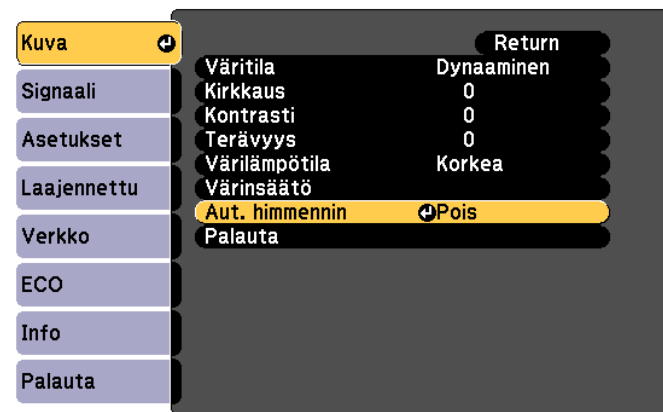 Kuva
Signaali
Asetukset
Laajennettu
Verkko
ECO
Info
Palauta
Return
Väritila Dynaaminen
Kirkkaus 0
Kontrasti 0
Terävyys 0
Värilämpötila Korkea
Värinsäätö
Aut. himmennin Pois
Palauta